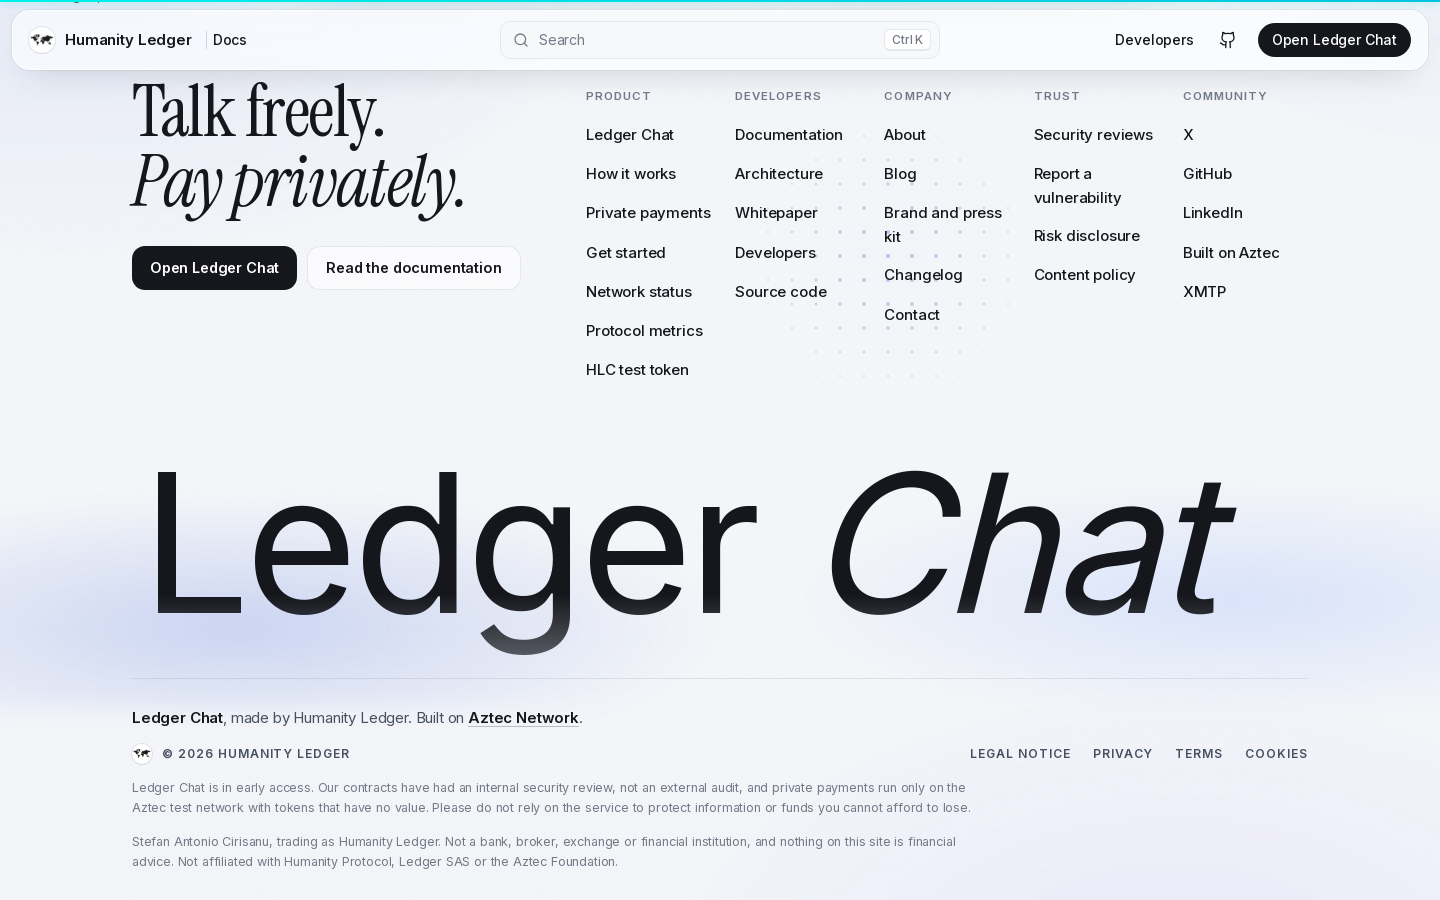 Humanity Ledger
Docs
Search
Ctrl K
Developers
Open Ledger Chat
Talk freely.
Pay privately.
Open Ledger Chat
Read the documentation
PRODUCT
Ledger Chat
How it works
Private payments
Get started
Network status
Protocol metrics
HLC test token
DEVELOPERS
Documentation
Architecture
Whitepaper
Developers
Source code
COMPANY
About
Blog
Brand and press
kit
Changelog
Contact
TRUST
Security reviews
Report a
vulnerability
Risk disclosure
Content policy
COMMUNITY
X
GitHub
LinkedIn
Built on Aztec
XMTP
Ledger Chat
Ledger Chat, made by Humanity Ledger. Built on Aztec Network.
© 2026 HUMANITY LEDGER
LEGAL NOTICE
PRIVACY
TERMS
COOKIES
Ledger Chat is in early access. Our contracts have had an internal security review, not an external audit, and private payments run only on the
Aztec test network with tokens that have no value. Please do not rely on the service to protect information or funds you cannot afford to lose.
Stefan Antonio Cirisanu, trading as Humanity Ledger. Not a bank, broker, exchange or financial institution, and nothing on this site is financial
advice. Not affiliated with Humanity Protocol, Ledger SAS or the Aztec Foundation.